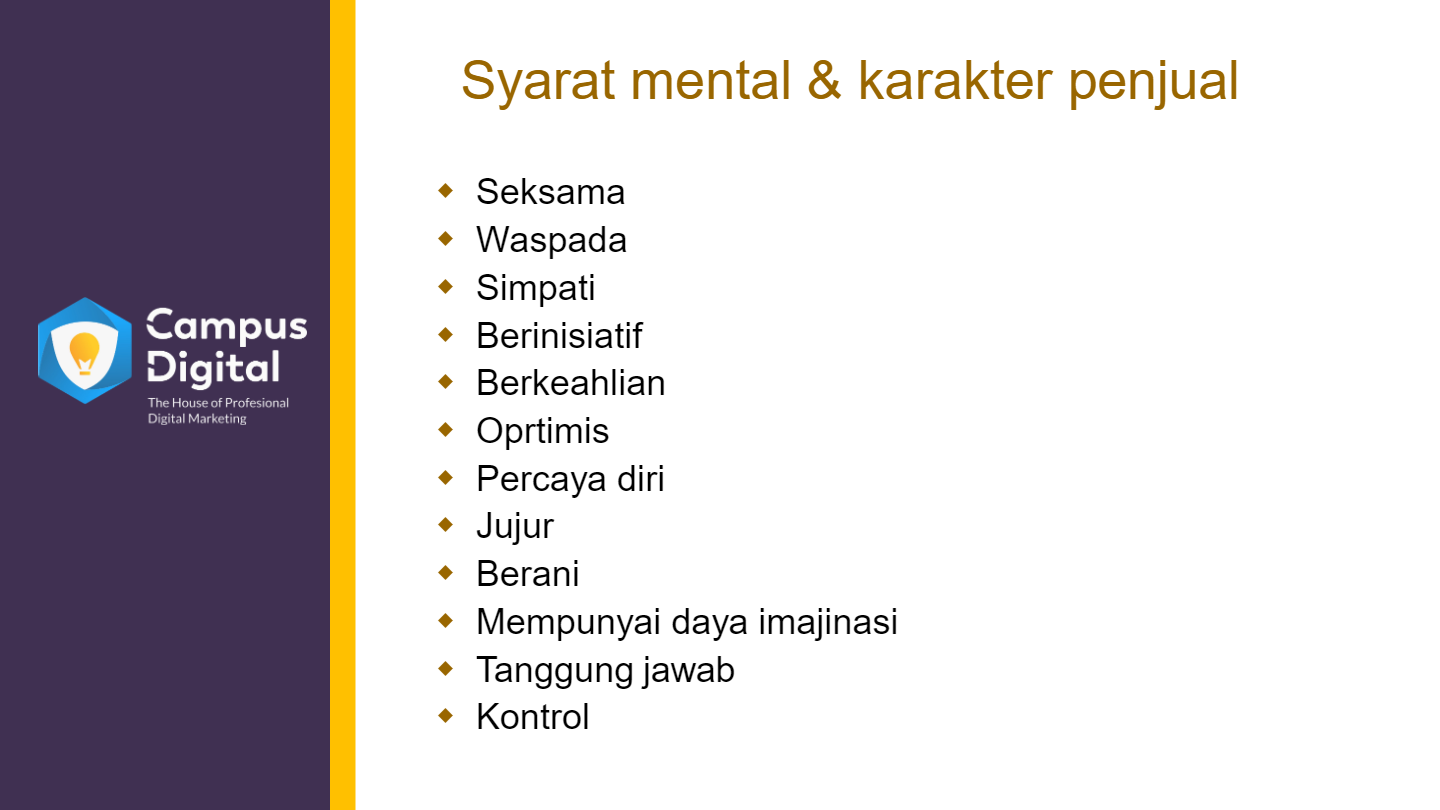 Syarat mental & karakter penjual
Seksama
Waspada
Simpati
Berinisiatif
Berkeahlian
Oprtimis
Percaya diri
Jujur
Berani
Mempunyai daya imajinasi
Tanggung jawab
Kontrol
Campus
Digital
The House of Profesional
Digital Marketing